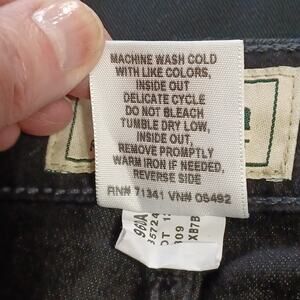 MACHINE WASH COLD
WITH LIKE COLORS,
INSIDE OUT
DELICATE CYCLE
DO NOT BLEACH
TUMBLE DRY LOW,
INSIDE OUT,
REMOVE PROMPTLY
WARM IRON IF NEEDED,
REVERSE SIDE
RN# 71341 VN# OS492